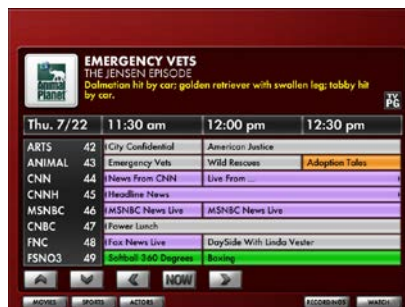 EMERGENCY VETS
THE JENSEN EPISODE
Animal Planet
Dalmatian hit by car; golden retriever with swollen leg; tabby hit
by car.
TV PG
Thu. 7/22 11:30 am 12:00 pm 12:30 pm
ARTS 42 City Confidential American Justice
ANIMAL 43 Emergency Vets Wild Rescues Adoption Tales
CNN 44 News From CNN Live From ...
CNNH 45 Headline News
MSNBC 46 MSNBC News Live MSNBC News Live
CNBC 47 Power Lunch
FNC 48 Fox News Live DaySide With Linda Vester
FSNO3 49 Softball 360 Degrees Boxing
NOW
MOVIES SPORTS ACTORS RECORDINGS WATCH